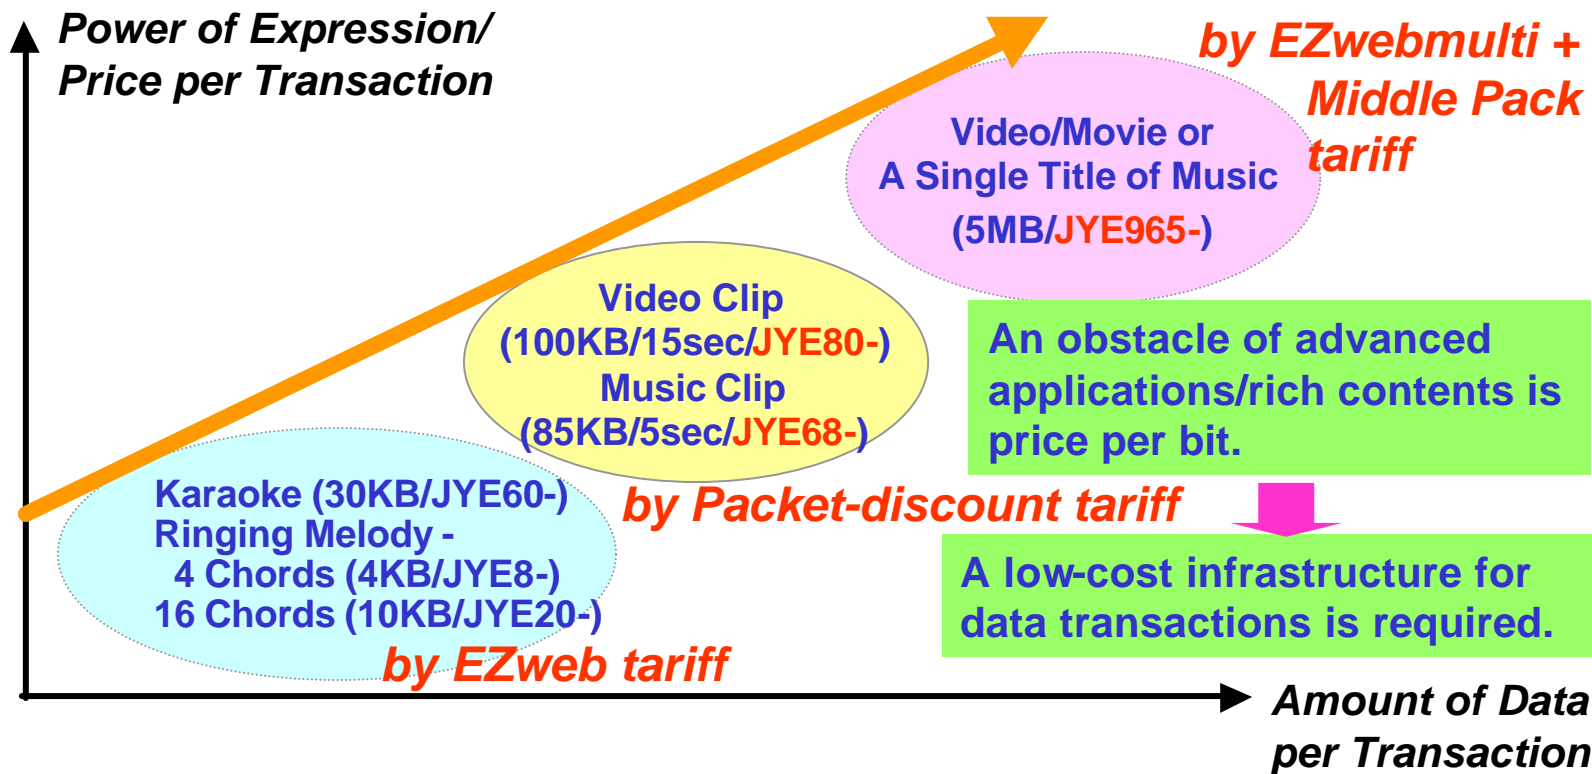 Power of Expression/
Price per Transaction
by EZwebmulti +
Middle Pack
tariff
Video/Movie or
A Single Title of Music
(5MB/JYE965-)
Video Clip
(100KB/15sec/JYE80-)
Music Clip
(85KB/5sec/JYE68-)
by Packet-discount tariff
Karaoke (30KB/JYE60-)
Ringing Melody -
4 Chords (4KB/JYE8-)
16 Chords (10KB/JYE20-)
by EZweb tariff
An obstacle of advanced
applications/rich contents is
price per bit.
A low-cost infrastructure for
data transactions is required.
Amount of Data
per Transaction